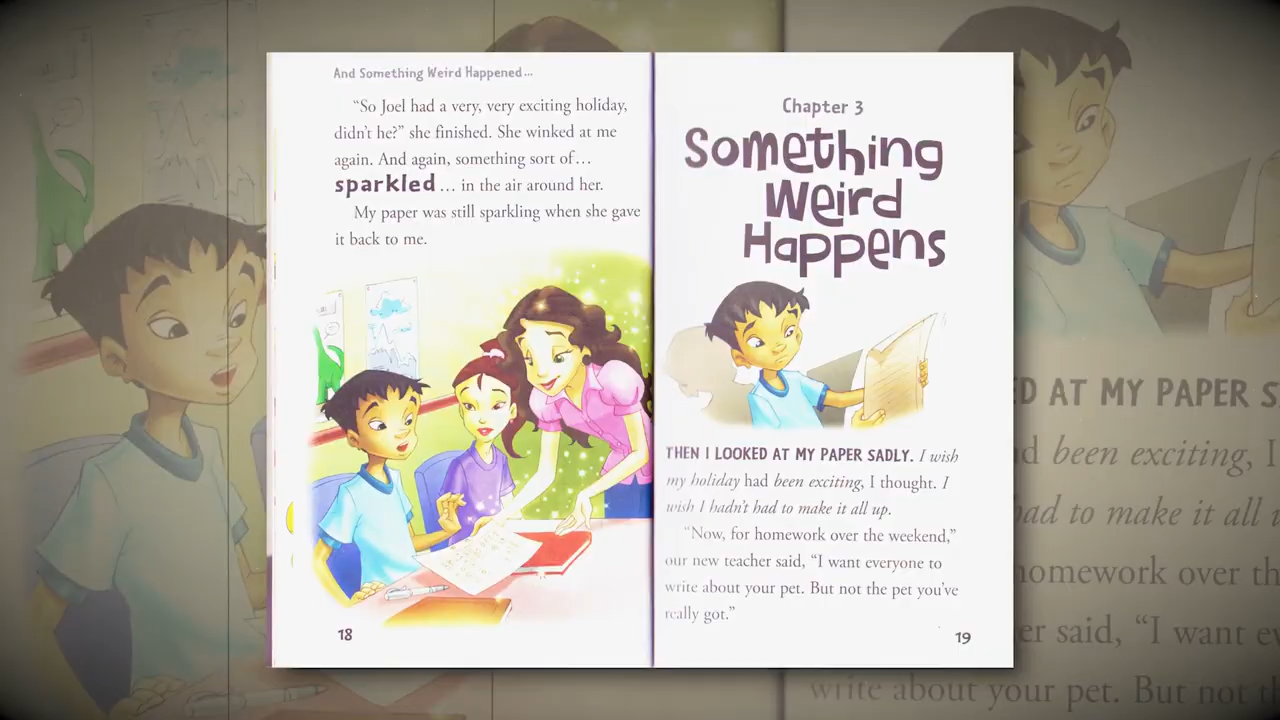 And Something Weird Happened...
“So Joel had a very, very exciting holiday,
didn’t he?” she finished. She winked at me
again. And again, something sort of...
sparkled... in the air around her.
My paper was still sparkling when she gave
it back to me.
18
Chapter 3
Something
Weird
Happens
THEN I LOOKED AT MY PAPER SADLY. I wish
my holiday had been exciting, I thought. I
wish I hadn’t had to make it all up.
“Now, for homework over the weekend,”
our new teacher said, “I want everyone to
write about your pet. But not the pet you’ve
really got.”
19
ED AT MY PAPER S
ad been exciting, I
had to make it all u
homework over th
er said, “I want ev
write about your pet. But not th